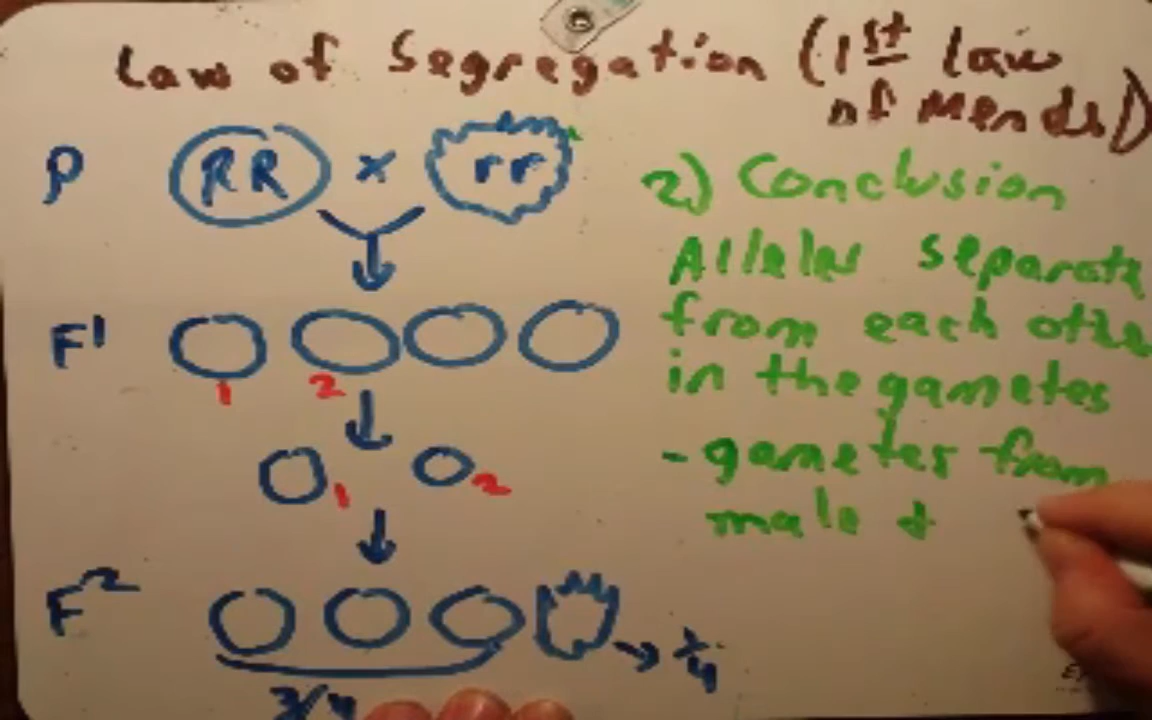 Law of Segregation (1st law
of Mendel)
P RR x rr
2) Conclusion
Alleles separate
from each othe
in the gametes
- gametes from
male +
F1
1 2
1 2
F2
3/4
1/4